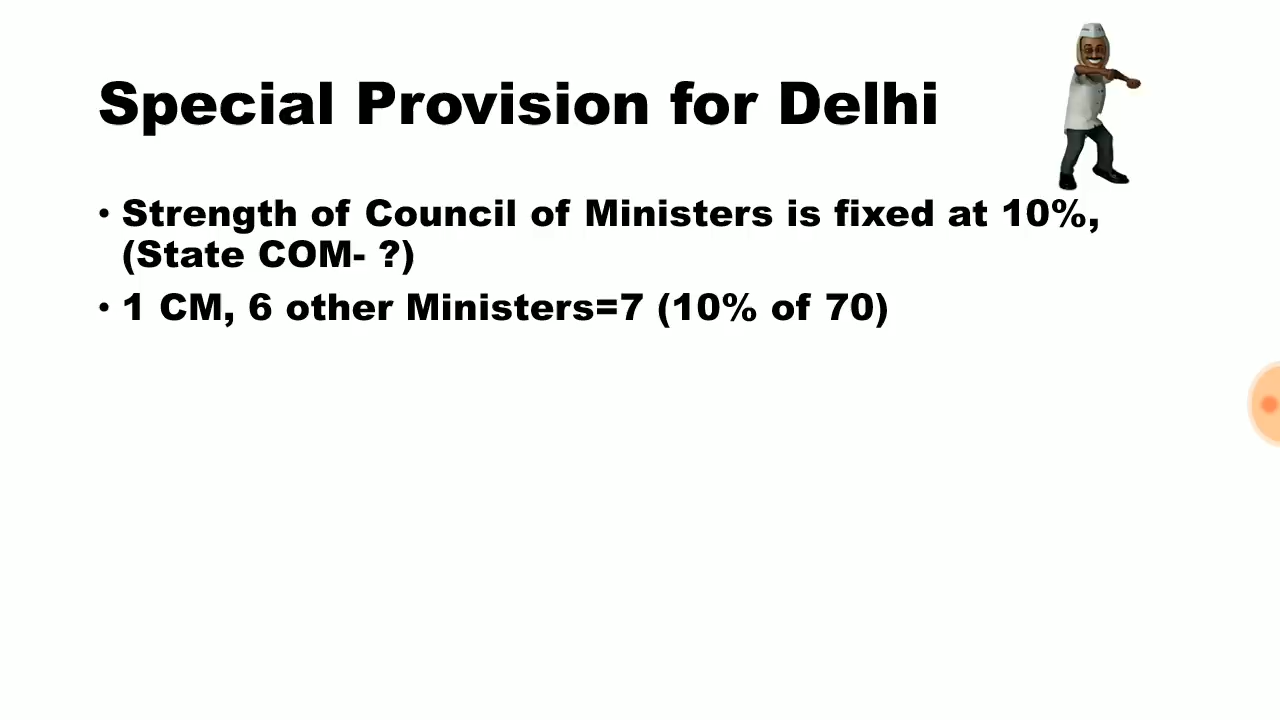 Special Provision for Delhi
• Strength of Council of Ministers is fixed at 10%,
(State COM- ?)
• 1 CM, 6 other Ministers=7 (10% of 70)